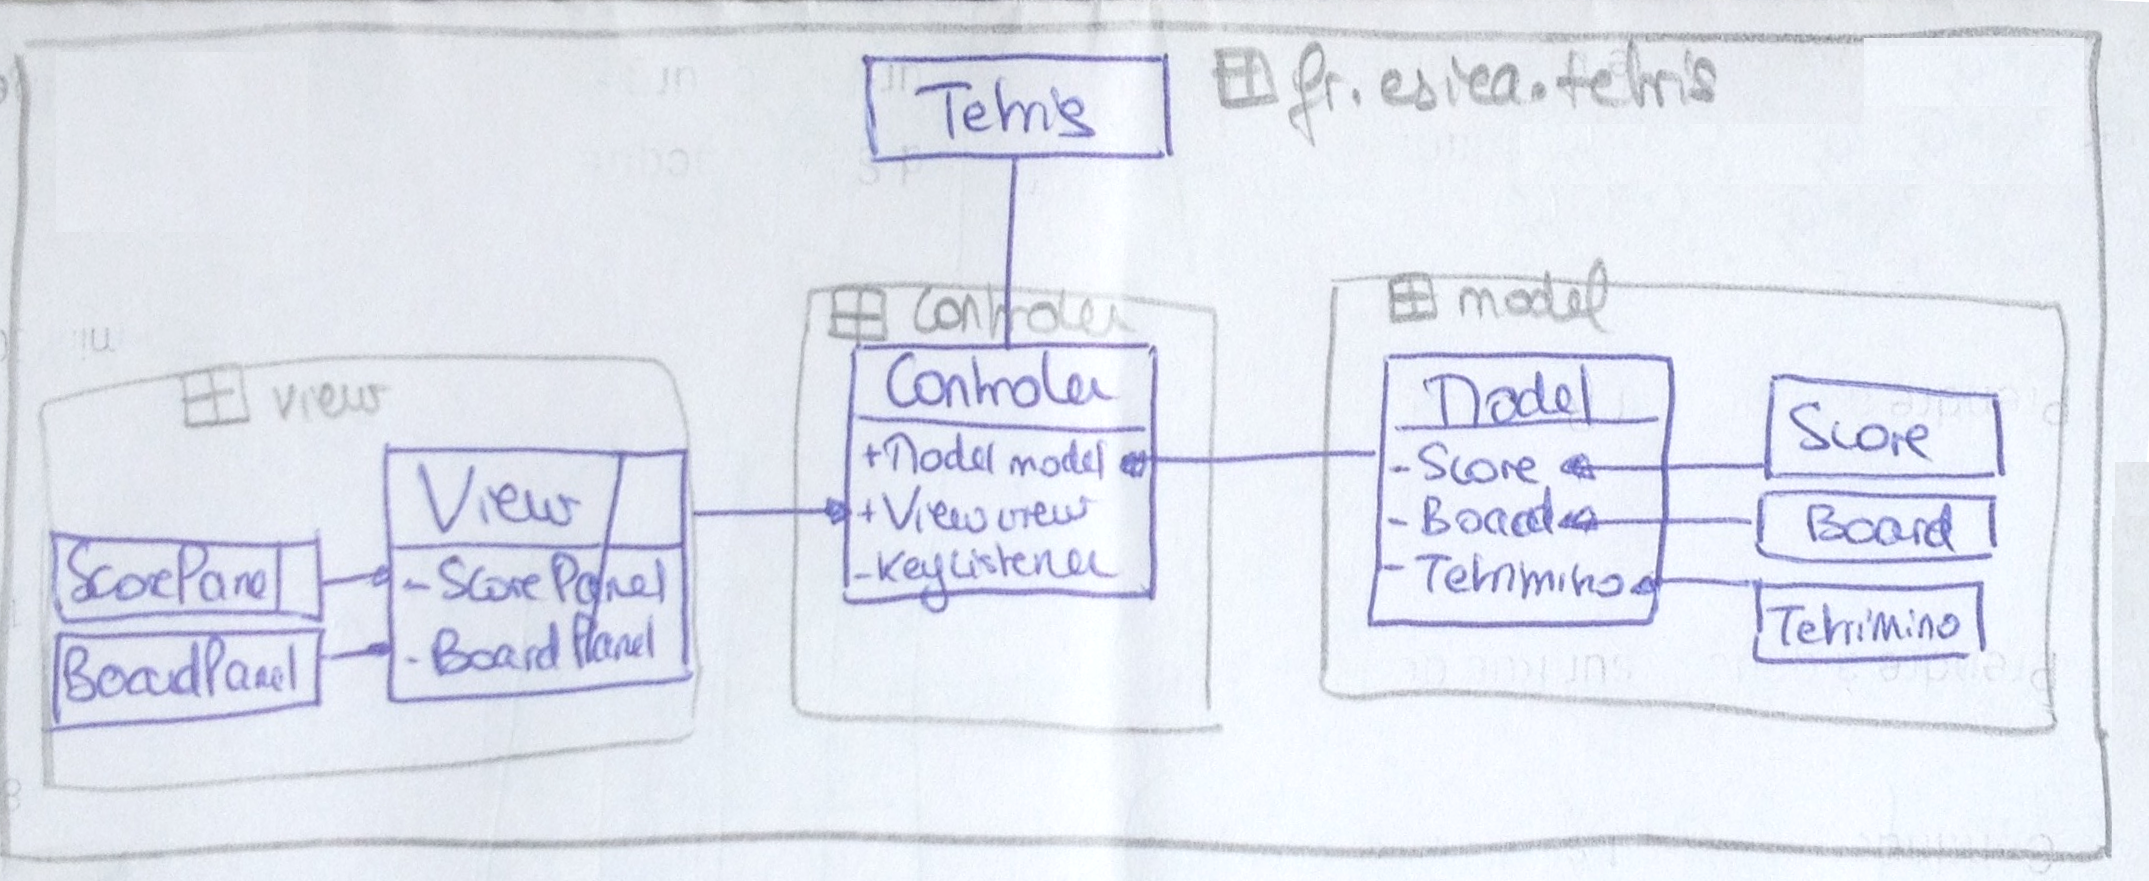 Tetris
fr.esiea.tetris
controler
model
view
Controler
+Model model
+View view
-KeyListener
Model
-Score
-Board
-Tetrimino
Score
Board
Tetrimino
View
-ScorePanel
-BoardPanel
ScorePanel
BoardPanel